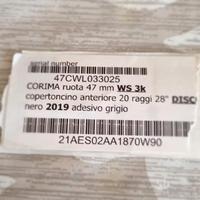 serial number
47CWL033025
CORIMA ruota 47 mm WS 3k
copertoncino anteriore 20 raggi 28" DISC
nero 2019 adesivo grigio
21AES02AA1870W90